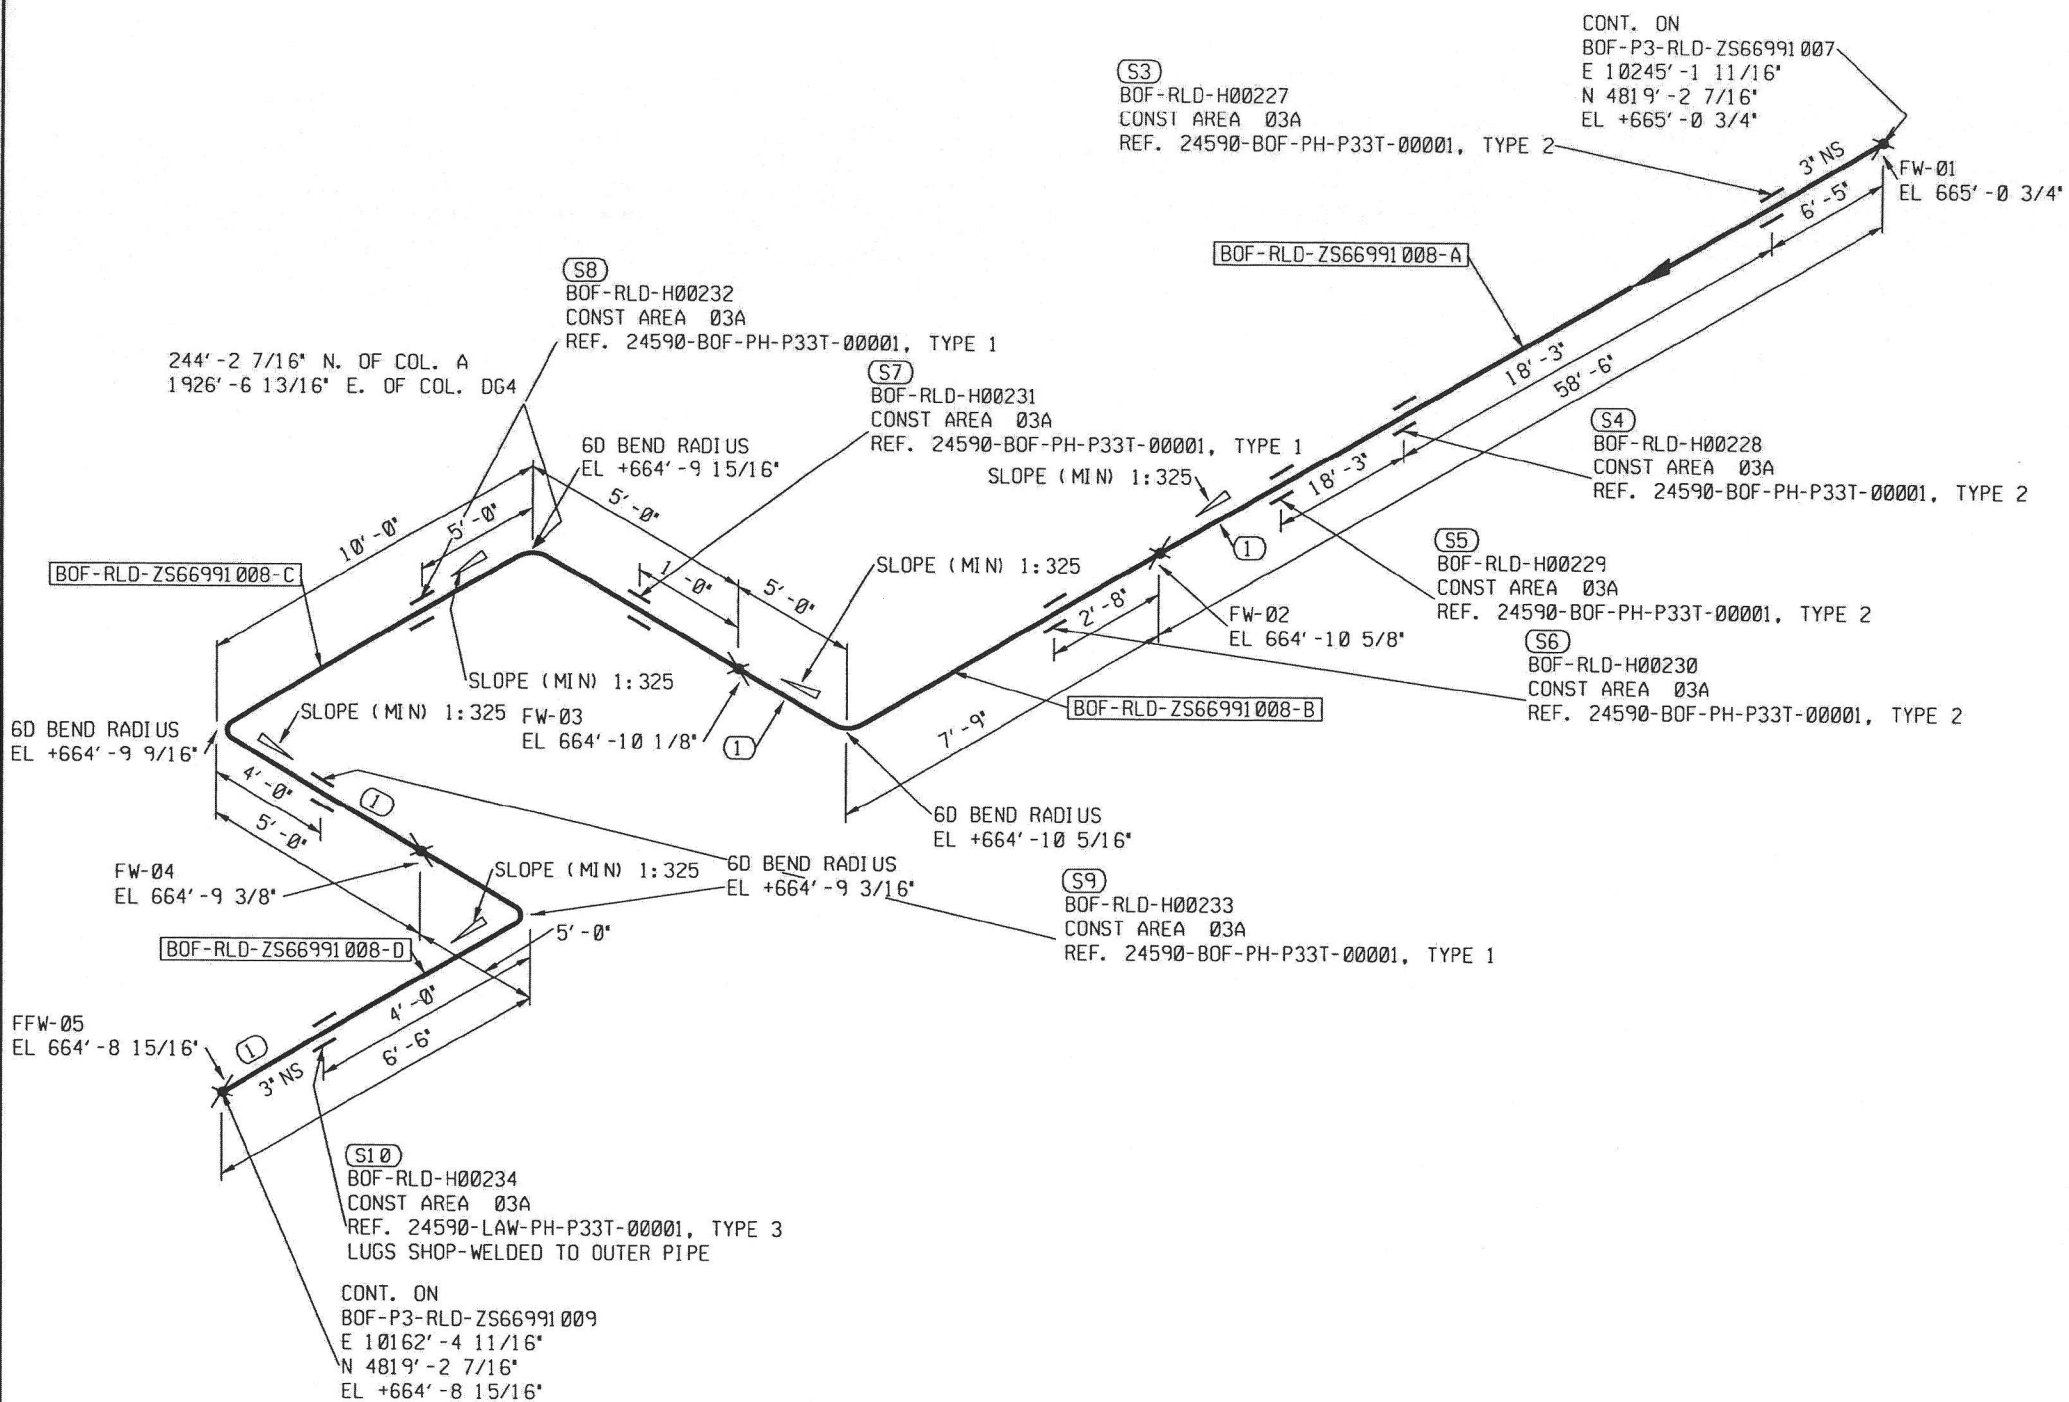 CONT. ON
BOF-P3-RLD-ZS66991007
E 10245'-1 11/16"
N 4819'-2 7/16"
EL +665'-0 3/4"
S3
BOF-RLD-H00227
CONST AREA 03A
REF. 24590-BOF-PH-P33T-00001, TYPE 2
3" NS
FW-01
EL 665'-0 3/4"
6'-5"
BOF-RLD-ZS66991008-A
18'-3"
58'-6"
S8
BOF-RLD-H00232
CONST AREA 03A
REF. 24590-BOF-PH-P33T-00001, TYPE 1
244'-2 7/16" N. OF COL. A
1926'-6 13/16" E. OF COL. DG4
S7
BOF-RLD-H00231
CONST AREA 03A
REF. 24590-BOF-PH-P33T-00001, TYPE 1
6D BEND RADIUS
EL +664'-9 15/16"
SLOPE (MIN) 1:325
18'-3"
S4
BOF-RLD-H00228
CONST AREA 03A
REF. 24590-BOF-PH-P33T-00001, TYPE 2
5'-0"
10'-0"
5'-0"
1
S5
BOF-RLD-H00229
CONST AREA 03A
REF. 24590-BOF-PH-P33T-00001, TYPE 2
BOF-RLD-ZS66991008-C
1'-0"
5'-0"
SLOPE (MIN) 1:325
2'-8"
FW-02
EL 664'-10 5/8"
S6
BOF-RLD-H00230
CONST AREA 03A
REF. 24590-BOF-PH-P33T-00001, TYPE 2
SLOPE (MIN) 1:325
SLOPE (MIN) 1:325
FW-03
EL 664'-10 1/8"
1
BOF-RLD-ZS66991008-B
7'-9"
6D BEND RADIUS
EL +664'-9 9/16"
4'-0"
1
5'-0"
6D BEND RADIUS
EL +664'-10 5/16"
FW-04
EL 664'-9 3/8"
SLOPE (MIN) 1:325
6D BEND RADIUS
EL +664'-9 3/16"
S9
BOF-RLD-H00233
CONST AREA 03A
REF. 24590-BOF-PH-P33T-00001, TYPE 1
BOF-RLD-ZS66991008-D
5'-0"
4'-0"
6'-6"
FFW-05
EL 664'-8 15/16"
1
3" NS
S10
BOF-RLD-H00234
CONST AREA 03A
REF. 24590-LAW-PH-P33T-00001, TYPE 3
LUGS SHOP-WELDED TO OUTER PIPE
CONT. ON
BOF-P3-RLD-ZS66991009
E 10162'-4 11/16"
N 4819'-2 7/16"
EL +664'-8 15/16"